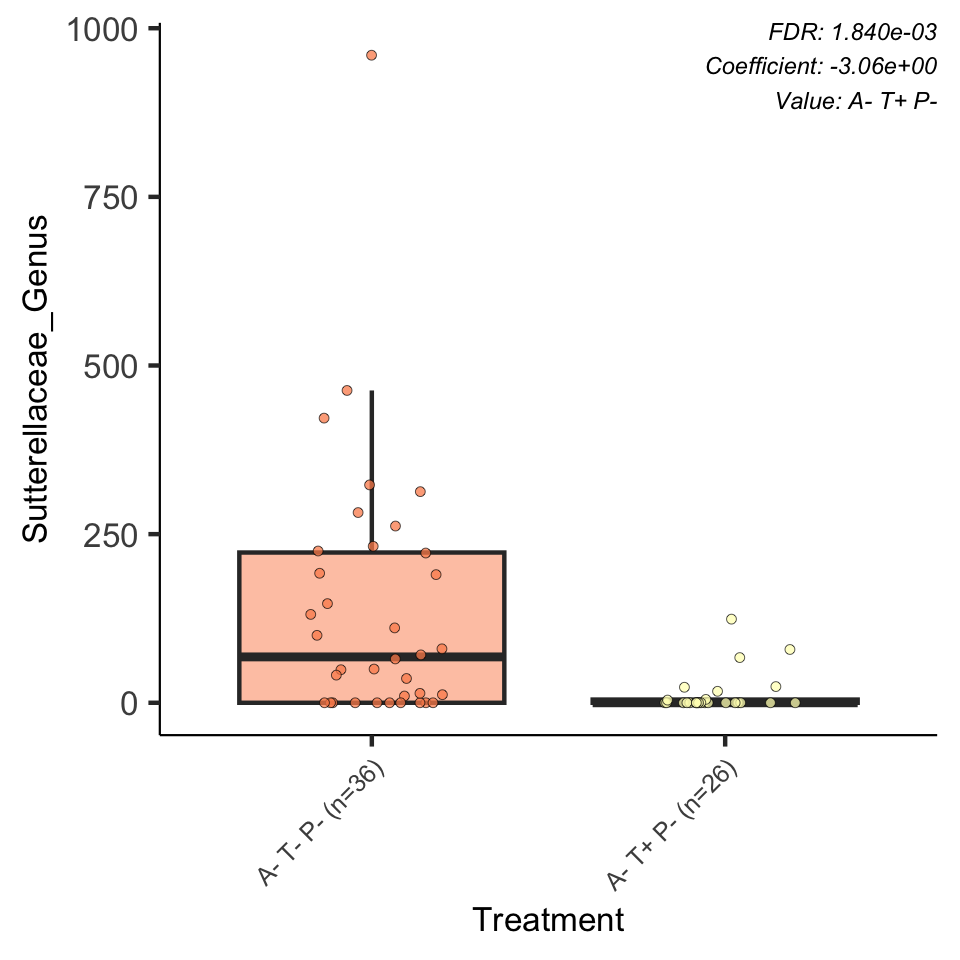 FDR: 1.840e-03
Coefficient: -3.06e+00
Value: A- T+ P-
1000
750
500
250
0
Sutterellaceae_Genus
A- T- P- (n=36)
A- T+ P- (n=26)
Treatment